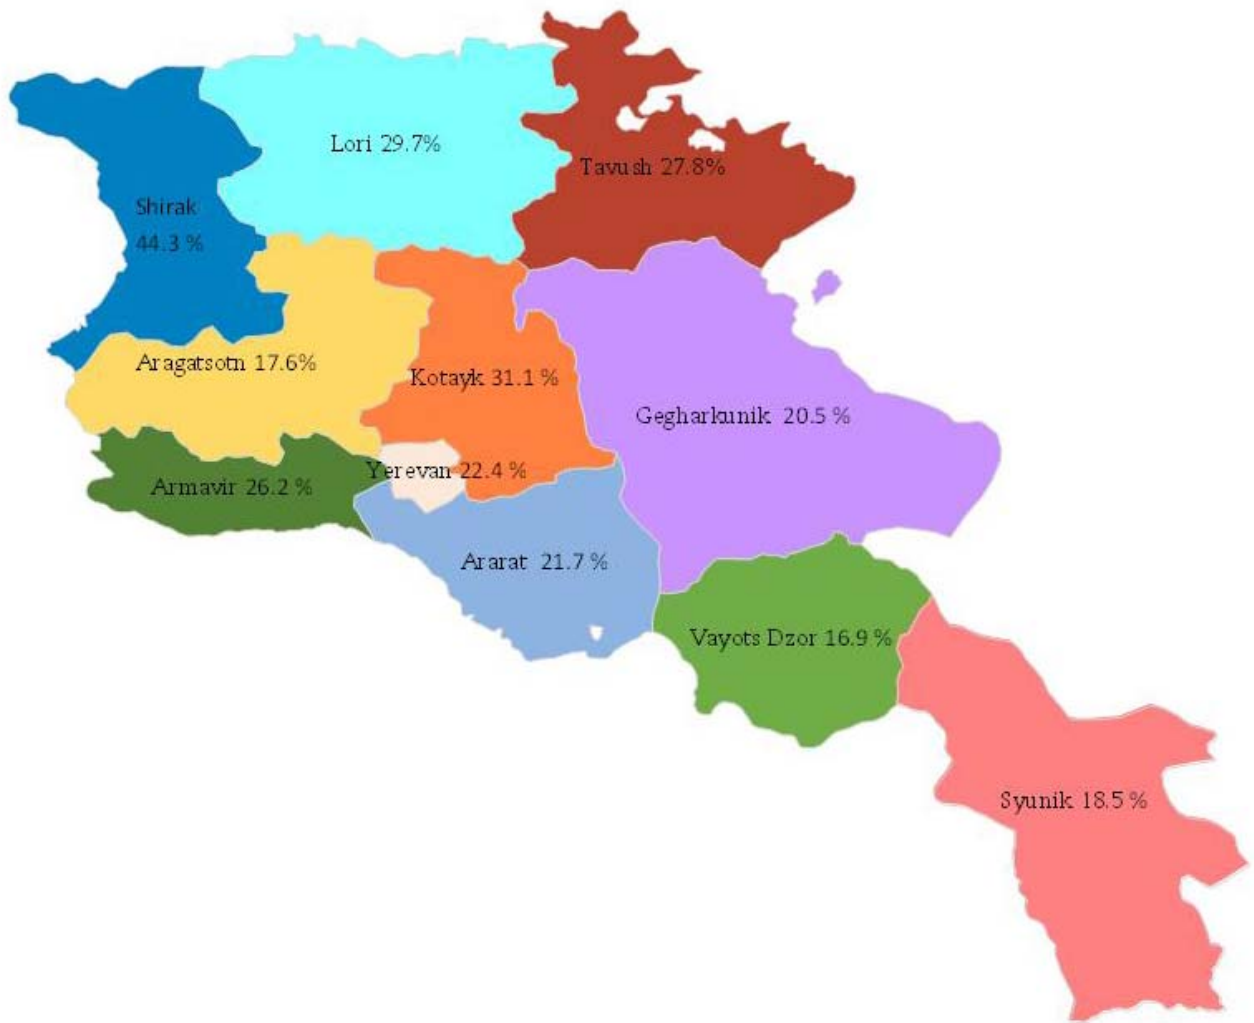 Lori 29.7%
Tavush 27.8%
Shirak
44.3 %
Aragatsotn 17.6%
Kotayk 31.1 %
Gegharkunik 20.5 %
Yerevan 22.4 %
Armavir 26.2 %
Ararat 21.7 %
Vayots Dzor 16.9 %
Syunik 18.5 %